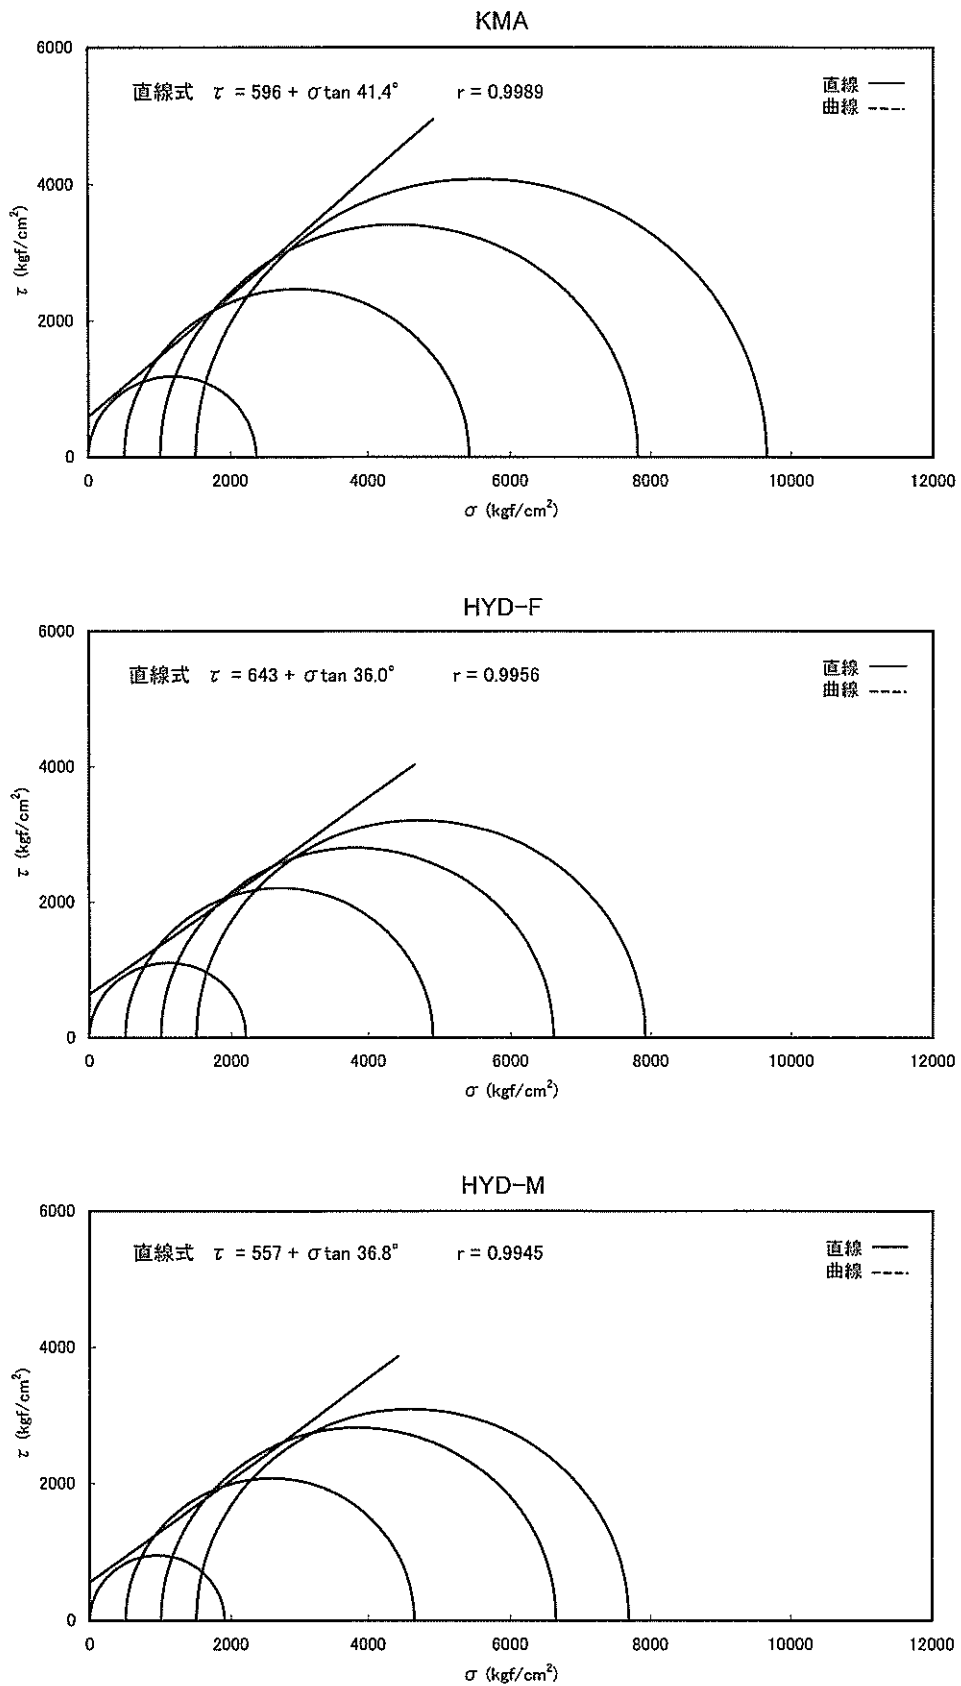 KMA
6000
直線式 τ = 596 + σtan 41.4° r = 0.9989
直線
曲線
4000
τ (kgf/cm²)
2000
0
0 2000 4000 6000 8000 10000 12000
σ (kgf/cm²)
HYD-F
6000
直線式 τ = 643 + σtan 36.0° r = 0.9956
直線
曲線
4000
τ (kgf/cm²)
2000
0
0 2000 4000 6000 8000 10000 12000
σ (kgf/cm²)
HYD-M
6000
直線式 τ = 557 + σtan 36.8° r = 0.9945
直線
曲線
4000
τ (kgf/cm²)
2000
0
0 2000 4000 6000 8000 10000 12000
σ (kgf/cm²)